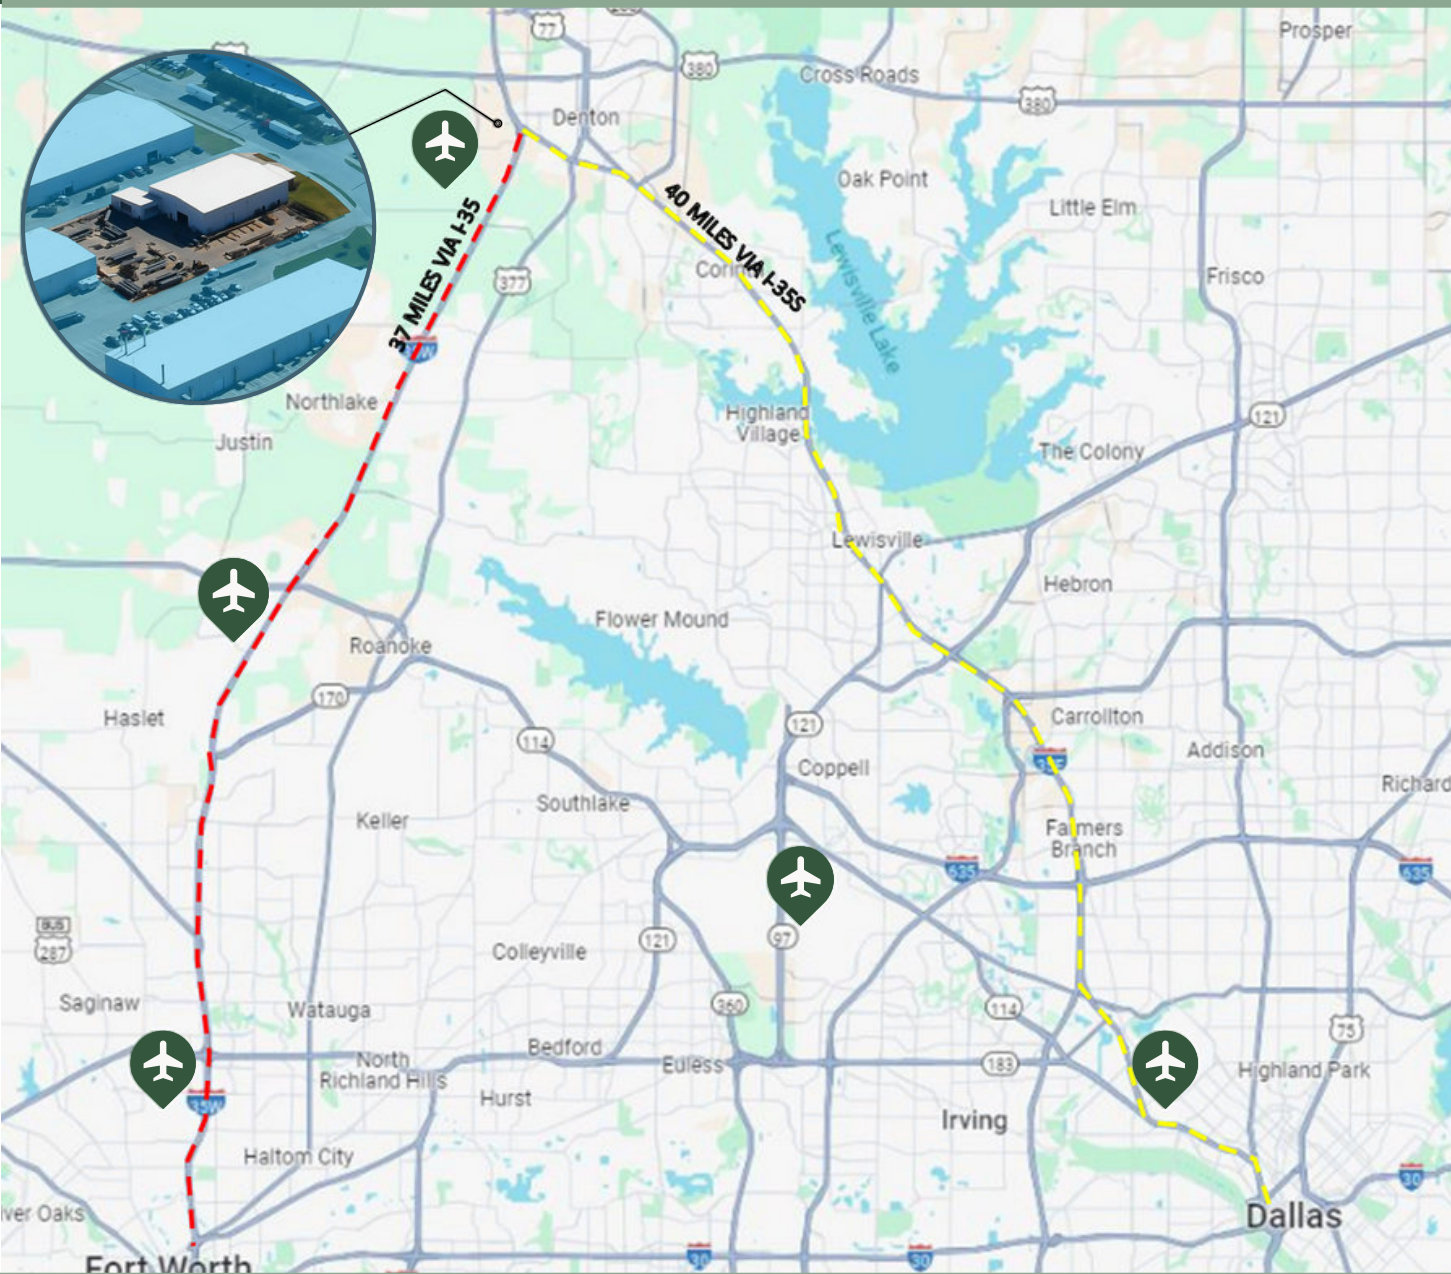 77
Prosper
380
Cross Roads
380
Denton
Oak Point
Little Elm
40 MILES VIA I-35S
37 MILES VIA I-35
Lewisville Lake
Frisco
377
Northlake
Highland
Village
121
Justin
The Colony
Lewisville
Hebron
Flower Mound
Roanoke
170
Haslet
121
Carrollton
114
Addison
Coppell
Richard
Southlake
Keller
Farmers
Branch
635
635
BUS
287
121
97
Colleyville
Saginaw
Watauga
360
114
75
Bedford
North
Richland Hills
Euless
183
Highland Park
Hurst
35W
Irving
Haltom City
30
ver Oaks
Dallas
30
30
Fort Worth